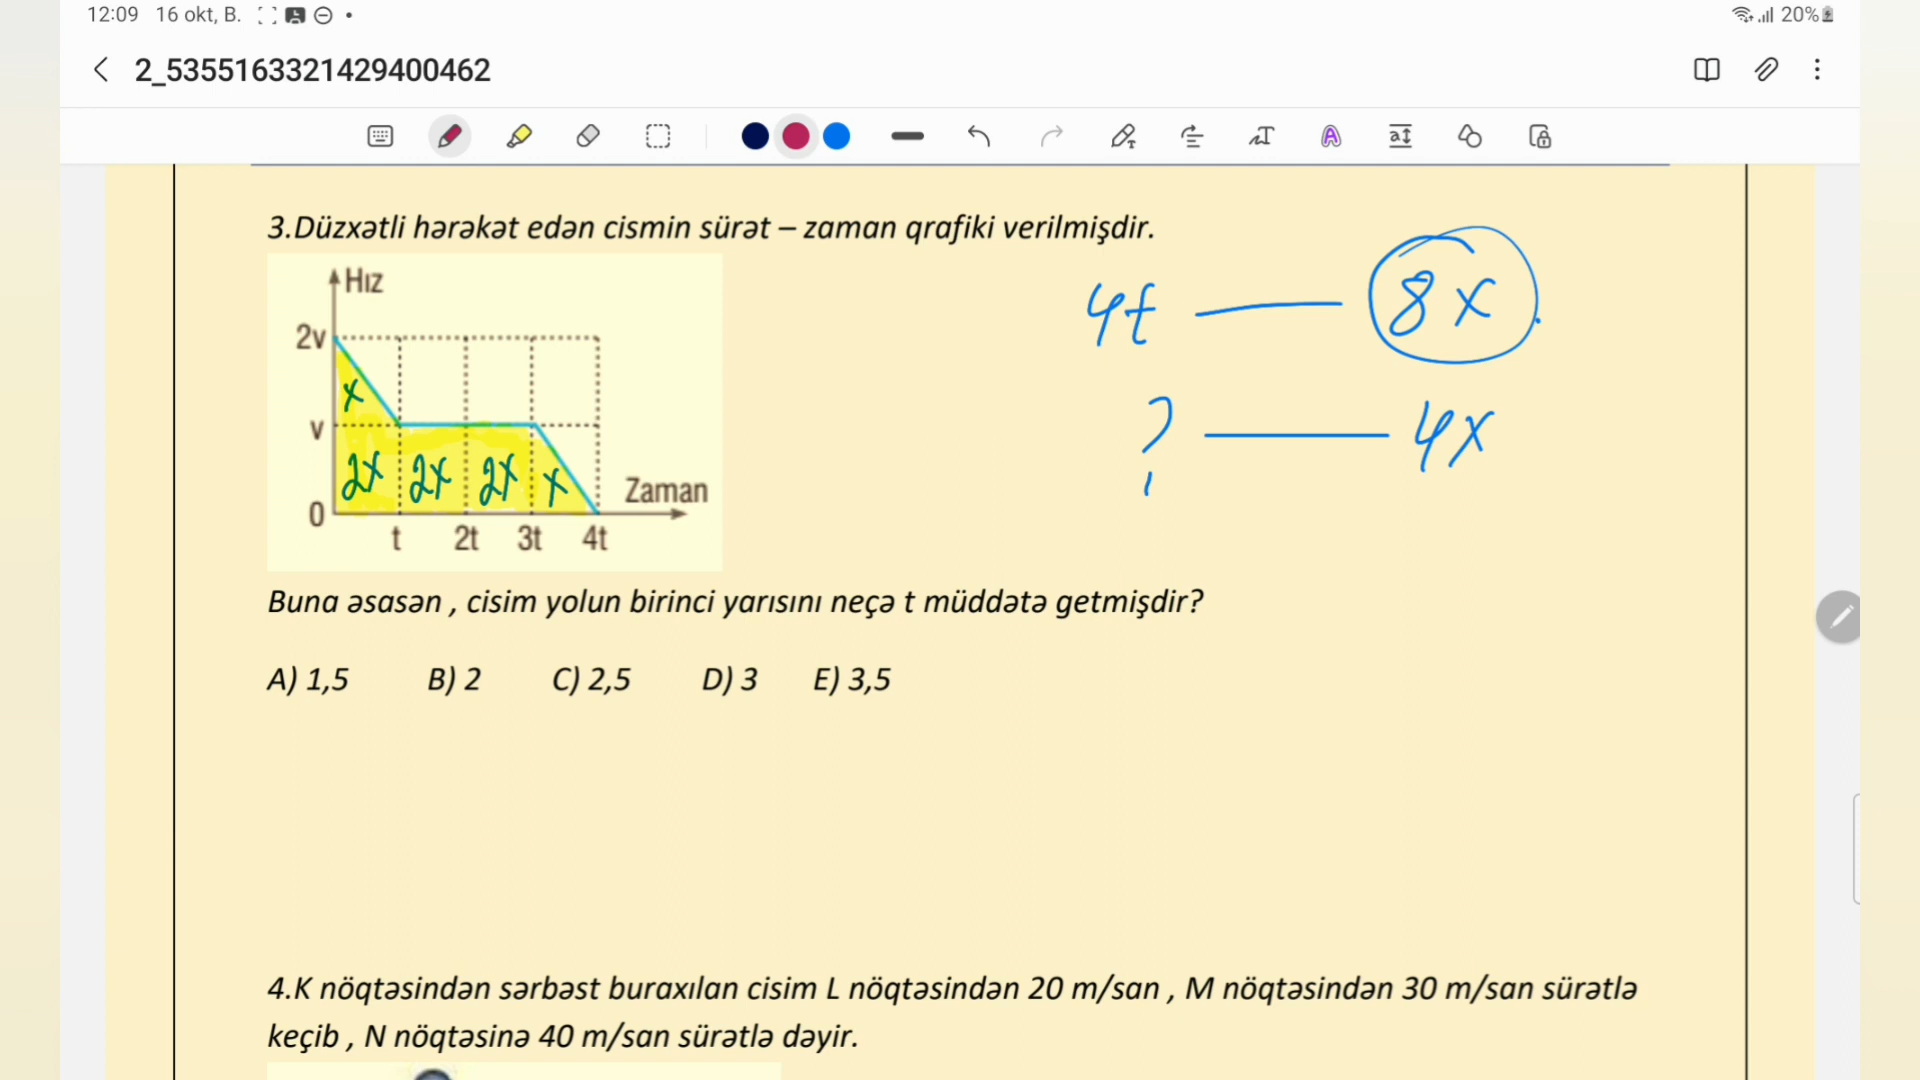 12:09 16 okt, B.
20%
2_5355163321429400462
3.Düzxətli hərəkət edən cismin sürət – zaman qrafiki verilmişdir.
Hız
2v
v
0
t 2t 3t 4t
Zaman
x
2x 2x 2x x
4t — 8x.
? — 4x
Buna əsasən , cisim yolun birinci yarısını neçə t müddətə getmişdir?
A) 1,5 B) 2 C) 2,5 D) 3 E) 3,5
4.K nöqtəsindən sərbəst buraxılan cisim L nöqtəsindən 20 m/san , M nöqtəsindən 30 m/san sürətlə
keçib , N nöqtəsinə 40 m/san sürətlə dəyir.